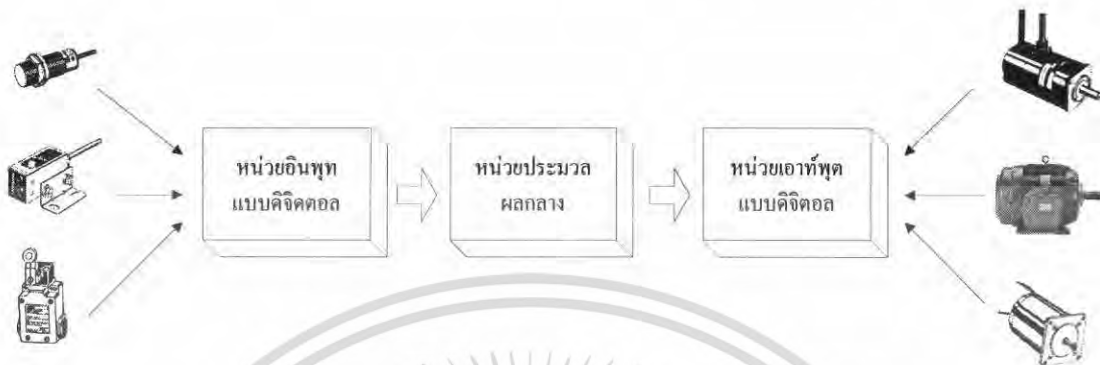 หน่วยอินพุท
แบบดิจิตตอล
หน่วยประมวล
ผลกลาง
หน่วยเอาท์พุต
แบบดิจิตอล